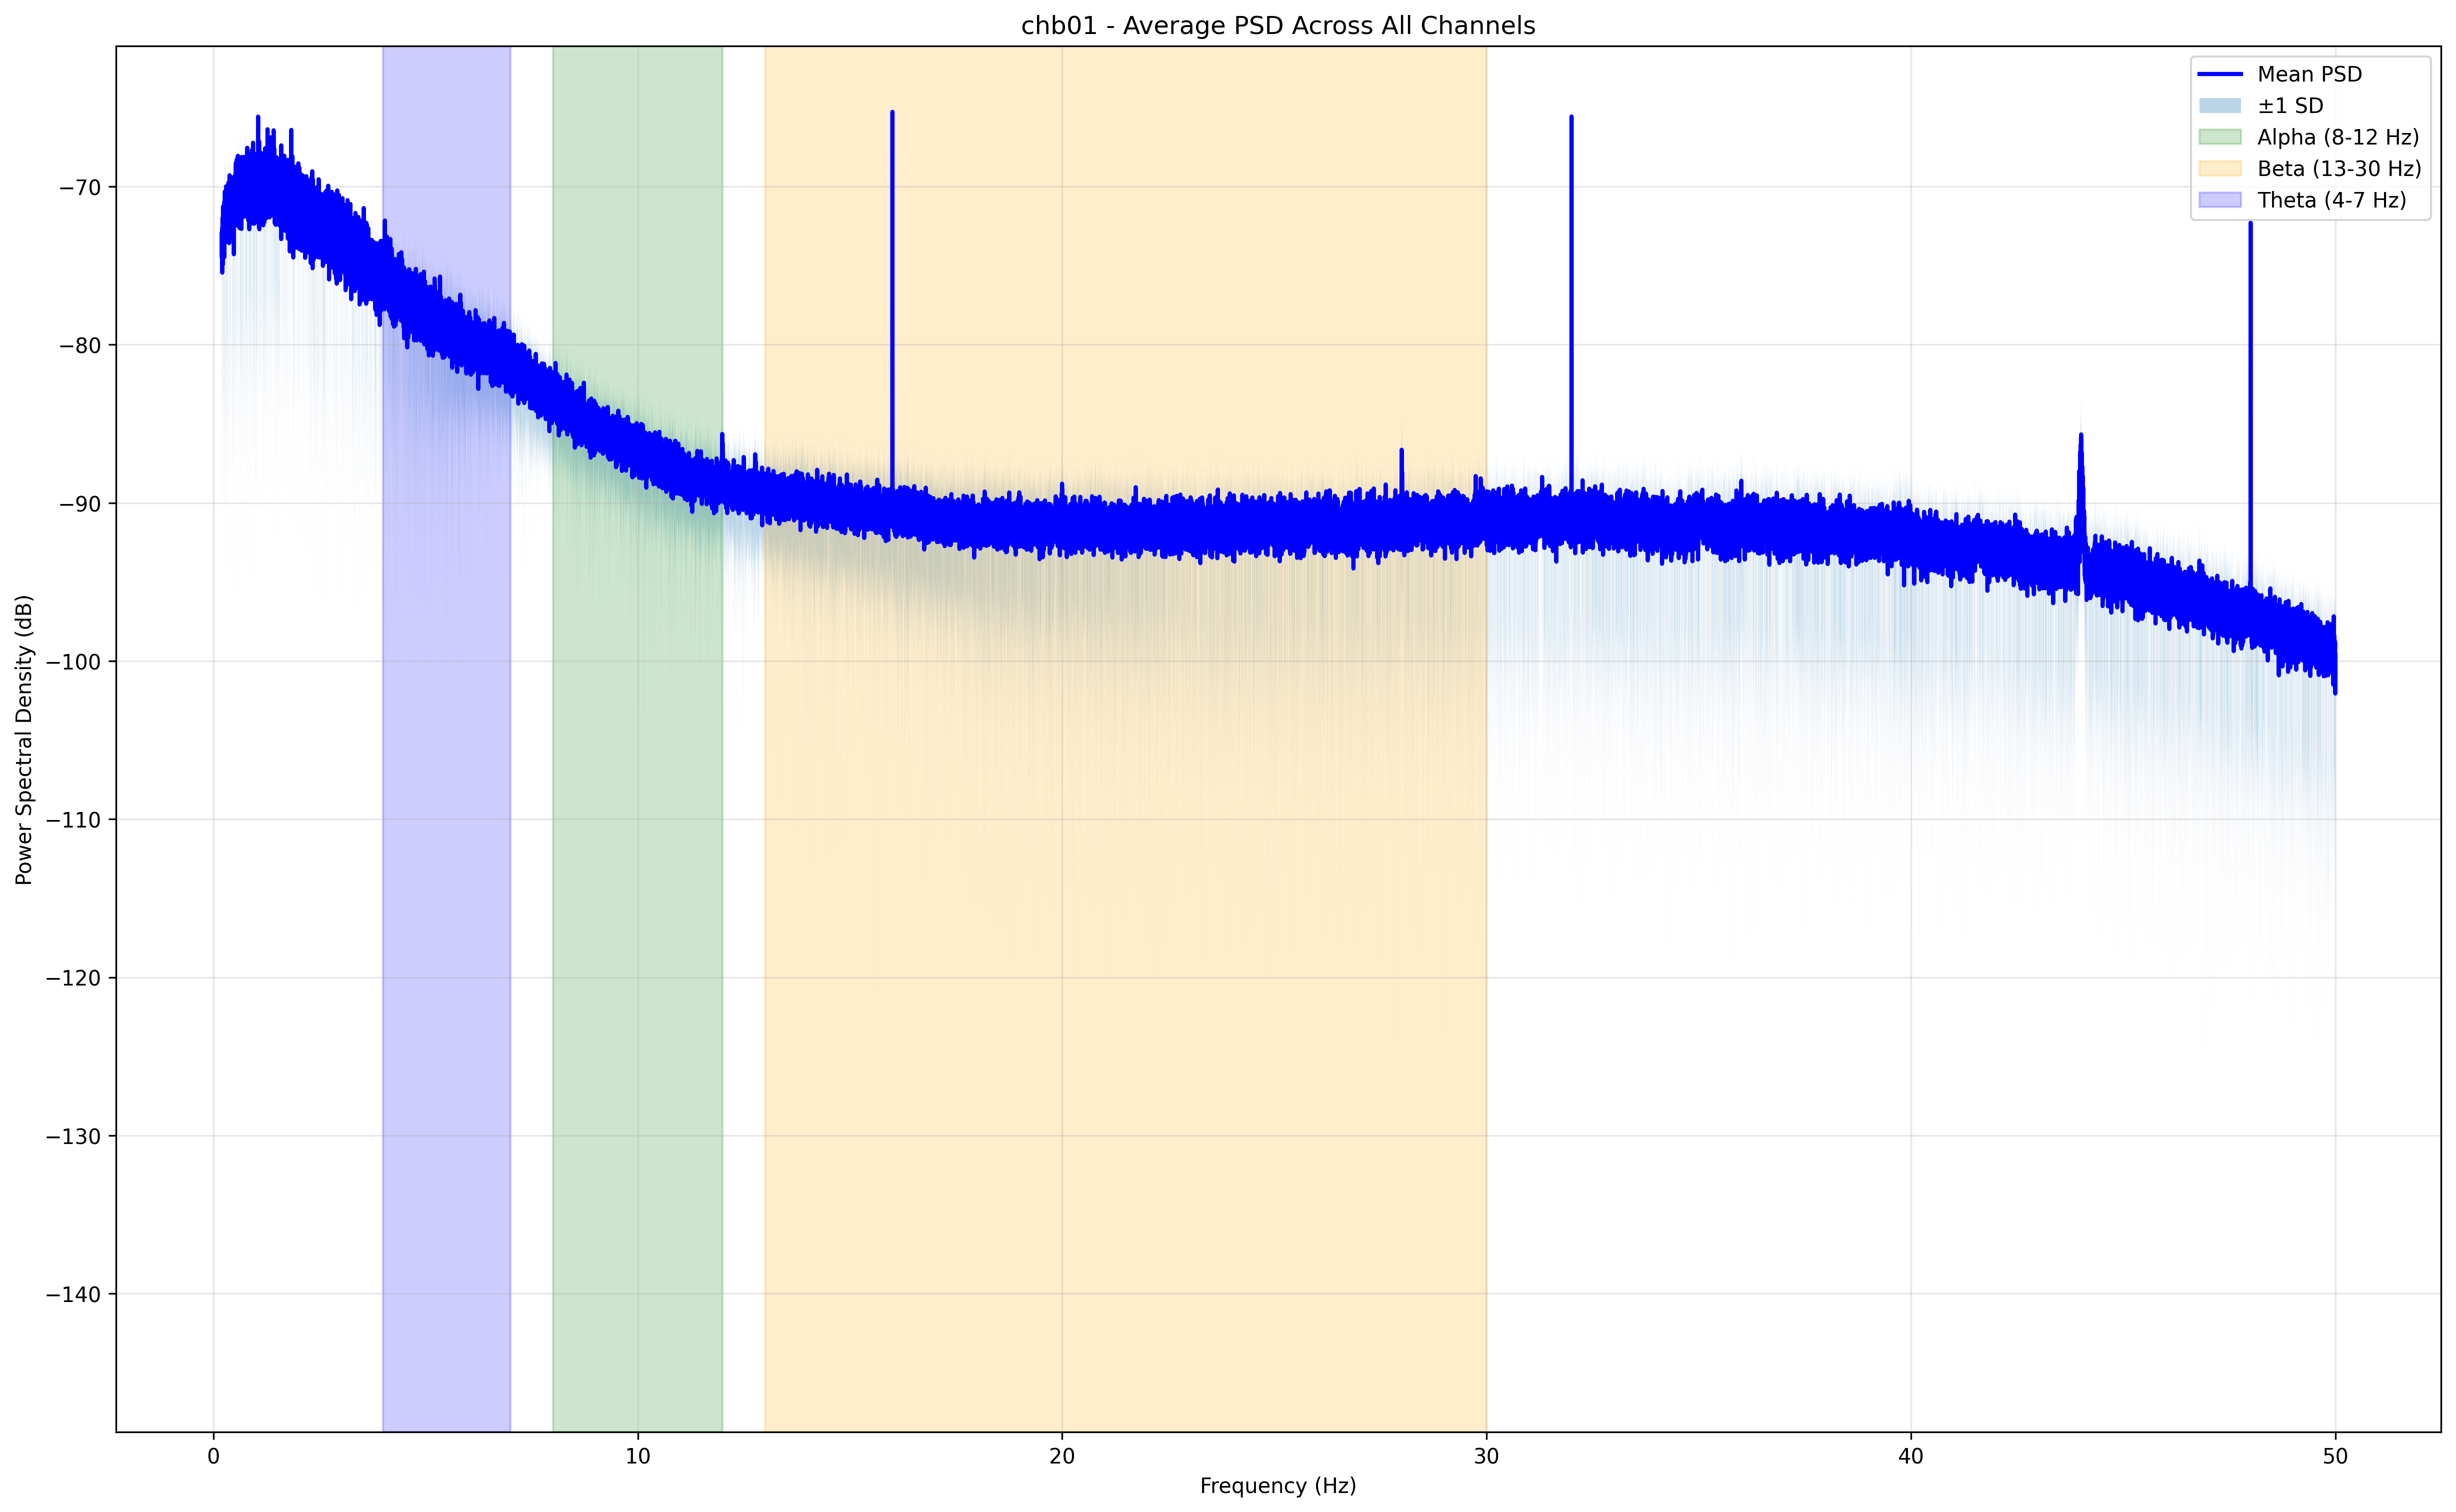 chb01 - Average PSD Across All Channels
Mean PSD
±1 SD
Alpha (8-12 Hz)
Beta (13-30 Hz)
Theta (4-7 Hz)
Power Spectral Density (dB)
−70
−80
−90
−100
−110
−120
−130
−140
0 10 20 30 40 50
Frequency (Hz)